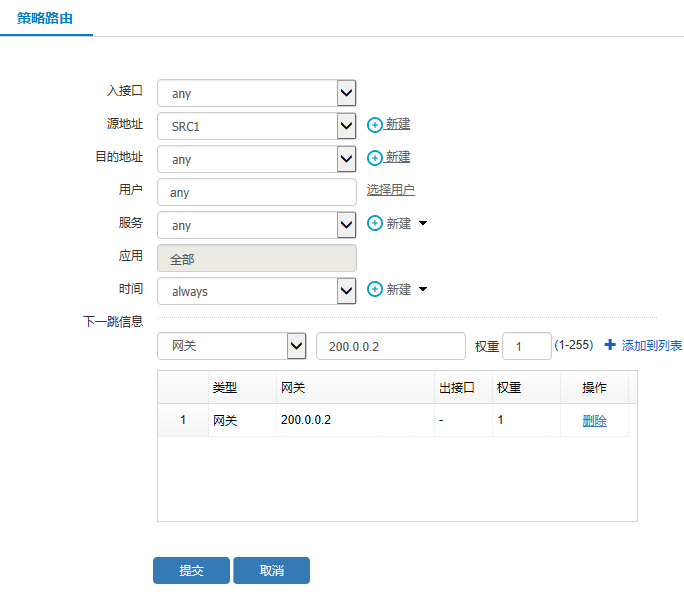 策略路由
入接口 any
源地址 SRC1 新建
目的地址 any 新建
用户 any 选择用户
服务 any 新建
应用 全部
时间 always 新建
下一跳信息
网关 200.0.0.2 权重 1 (1-255) 添加到列表
类型 网关 出接口 权重 操作
1 网关 200.0.0.2 - 1 删除
提交 取消